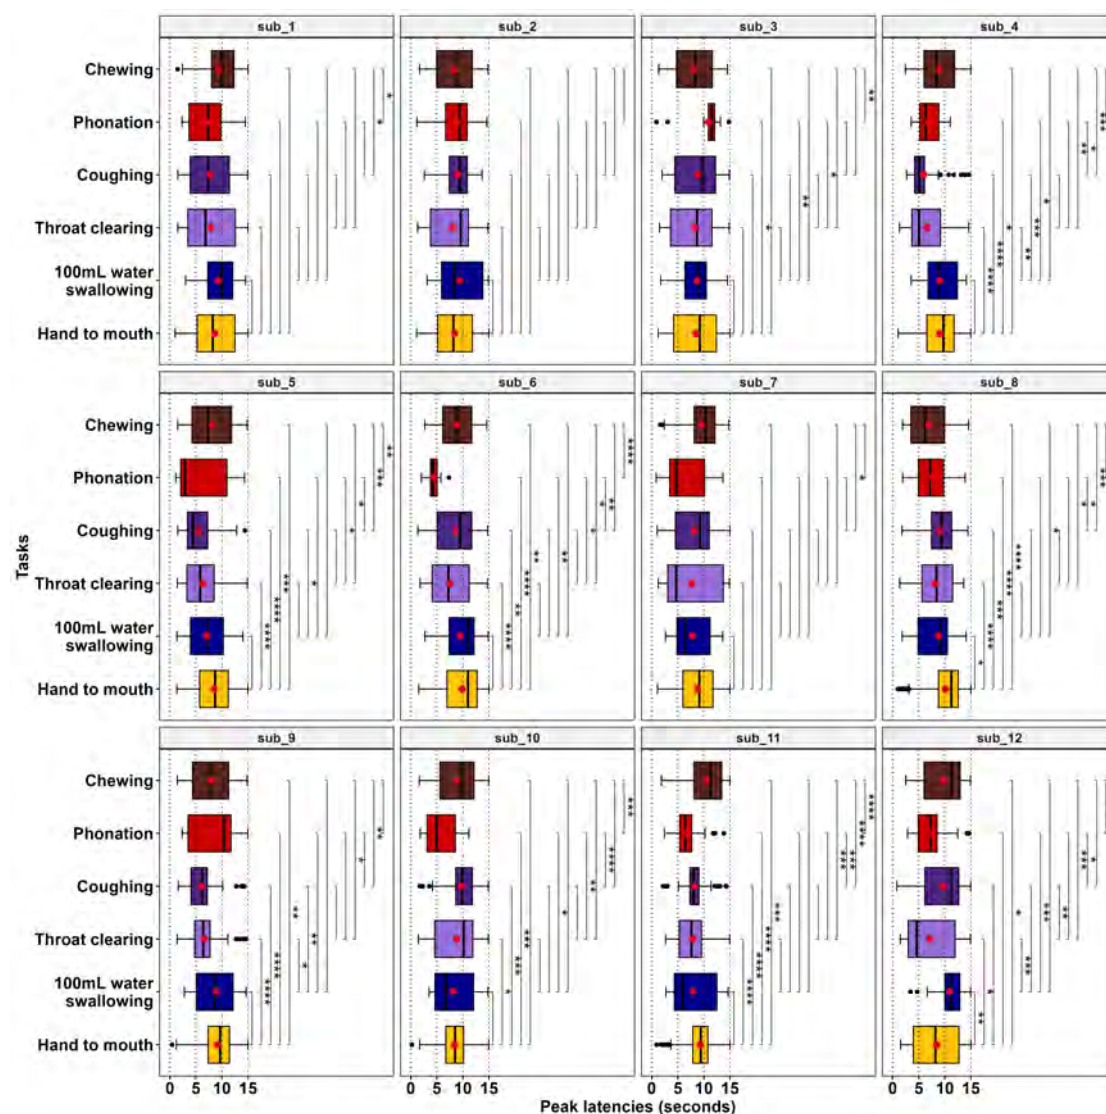 sub_1 sub_2 sub_3 sub_4
Chewing
Phonation
Coughing
Throat clearing
100mL water
swallowing
Hand to mouth
sub_5 sub_6 sub_7 sub_8
Chewing
Phonation
Coughing
Throat clearing
100mL water
swallowing
Hand to mouth
sub_9 sub_10 sub_11 sub_12
Chewing
Phonation
Coughing
Throat clearing
100mL water
swallowing
Hand to mouth
0 5 10 15 0 5 10 15 0 5 10 15 0 5 10 15
Peak latencies (seconds)
Tasks